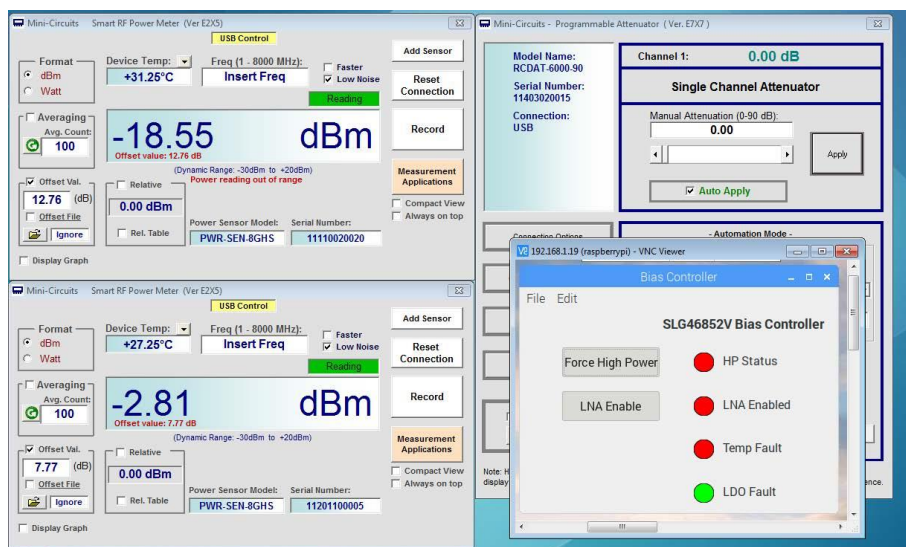 Mini-Circuits Smart RF Power Meter (Ver E2X5)
USB Control
Format
dBm
Watt
Device Temp:
+31.25°C
Freq (1 - 8000 MHz):
Insert Freq
Faster
Low Noise
Reading
Add Sensor
Reset Connection
Averaging
Avg. Count:
100
-18.55 dBm
Offset value: 12.76 dB
Record
(Dynamic Range: -30dBm to +20dBm)
Power reading out of range
Offset Val.
12.76 (dB)
Offset File
Ignore
Relative
0.00 dBm
Rel. Table
Power Sensor Model:
PWR-SEN-8GHS
Serial Number:
11110020020
Measurement Applications
Compact View
Always on top
Display Graph
Mini-Circuits Smart RF Power Meter (Ver E2X5)
USB Control
Format
dBm
Watt
Device Temp:
+27.25°C
Freq (1 - 8000 MHz):
Insert Freq
Faster
Low Noise
Reading
Add Sensor
Reset Connection
Averaging
Avg. Count:
100
-2.81 dBm
Offset value: 7.77 dB
Record
(Dynamic Range: -30dBm to +20dBm)
Offset Val.
7.77 (dB)
Offset File
Ignore
Relative
0.00 dBm
Rel. Table
Power Sensor Model:
PWR-SEN-8GHS
Serial Number:
11201100005
Measurement Applications
Compact View
Always on top
Display Graph
Mini-Circuits - Programmable Attenuator (Ver. E7X7 )
Model Name:
RCDAT-6000-90
Serial Number:
11403020015
Connection:
USB
Channel 1: 0.00 dB
Single Channel Attenuator
Manual Attenuation (0-90 dB):
0.00
Apply
Auto Apply
Connection Options
- Automation Mode -
Note: H
display
ence.
192.168.1.19 (raspberrypi) - VNC Viewer
Bias Controller
File Edit
SLG46852V Bias Controller
Force High Power
HP Status
LNA Enable
LNA Enabled
Temp Fault
LDO Fault